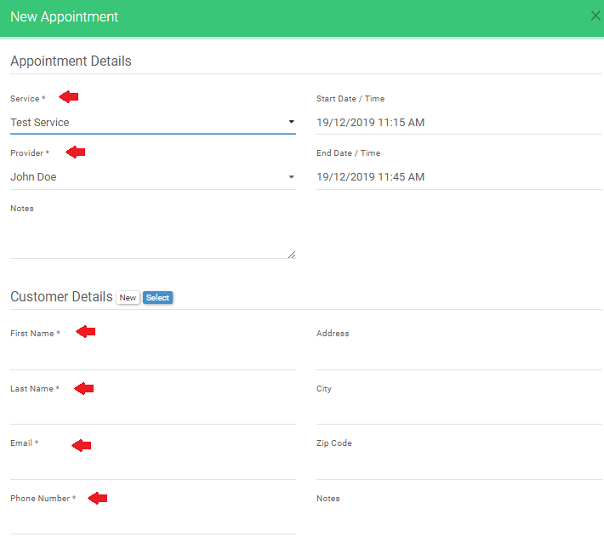 New Appointment
Appointment Details
Service *
Start Date / Time
Test Service
19/12/2019 11:15 AM
Provider *
End Date / Time
John Doe
19/12/2019 11:45 AM
Notes
Customer Details New Select
First Name *
Address
Last Name *
City
Email *
Zip Code
Phone Number *
Notes